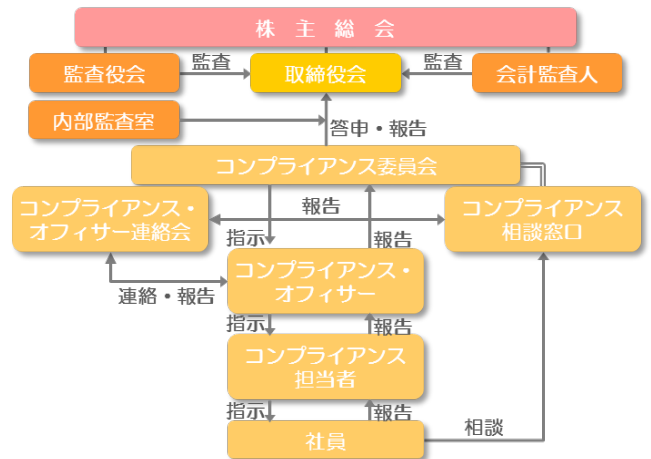 株 主 総 会
監査役会
監査
取締役会
監査
会計監査人
内部監査室
答申・報告
コンプライアンス委員会
コンプライアンス・
オフィサー連絡会
報告
コンプライアンス
相談窓口
指示
報告
コンプライアンス・
オフィサー
連絡・報告
指示
報告
コンプライアンス
担当者
指示
報告
社員
相談